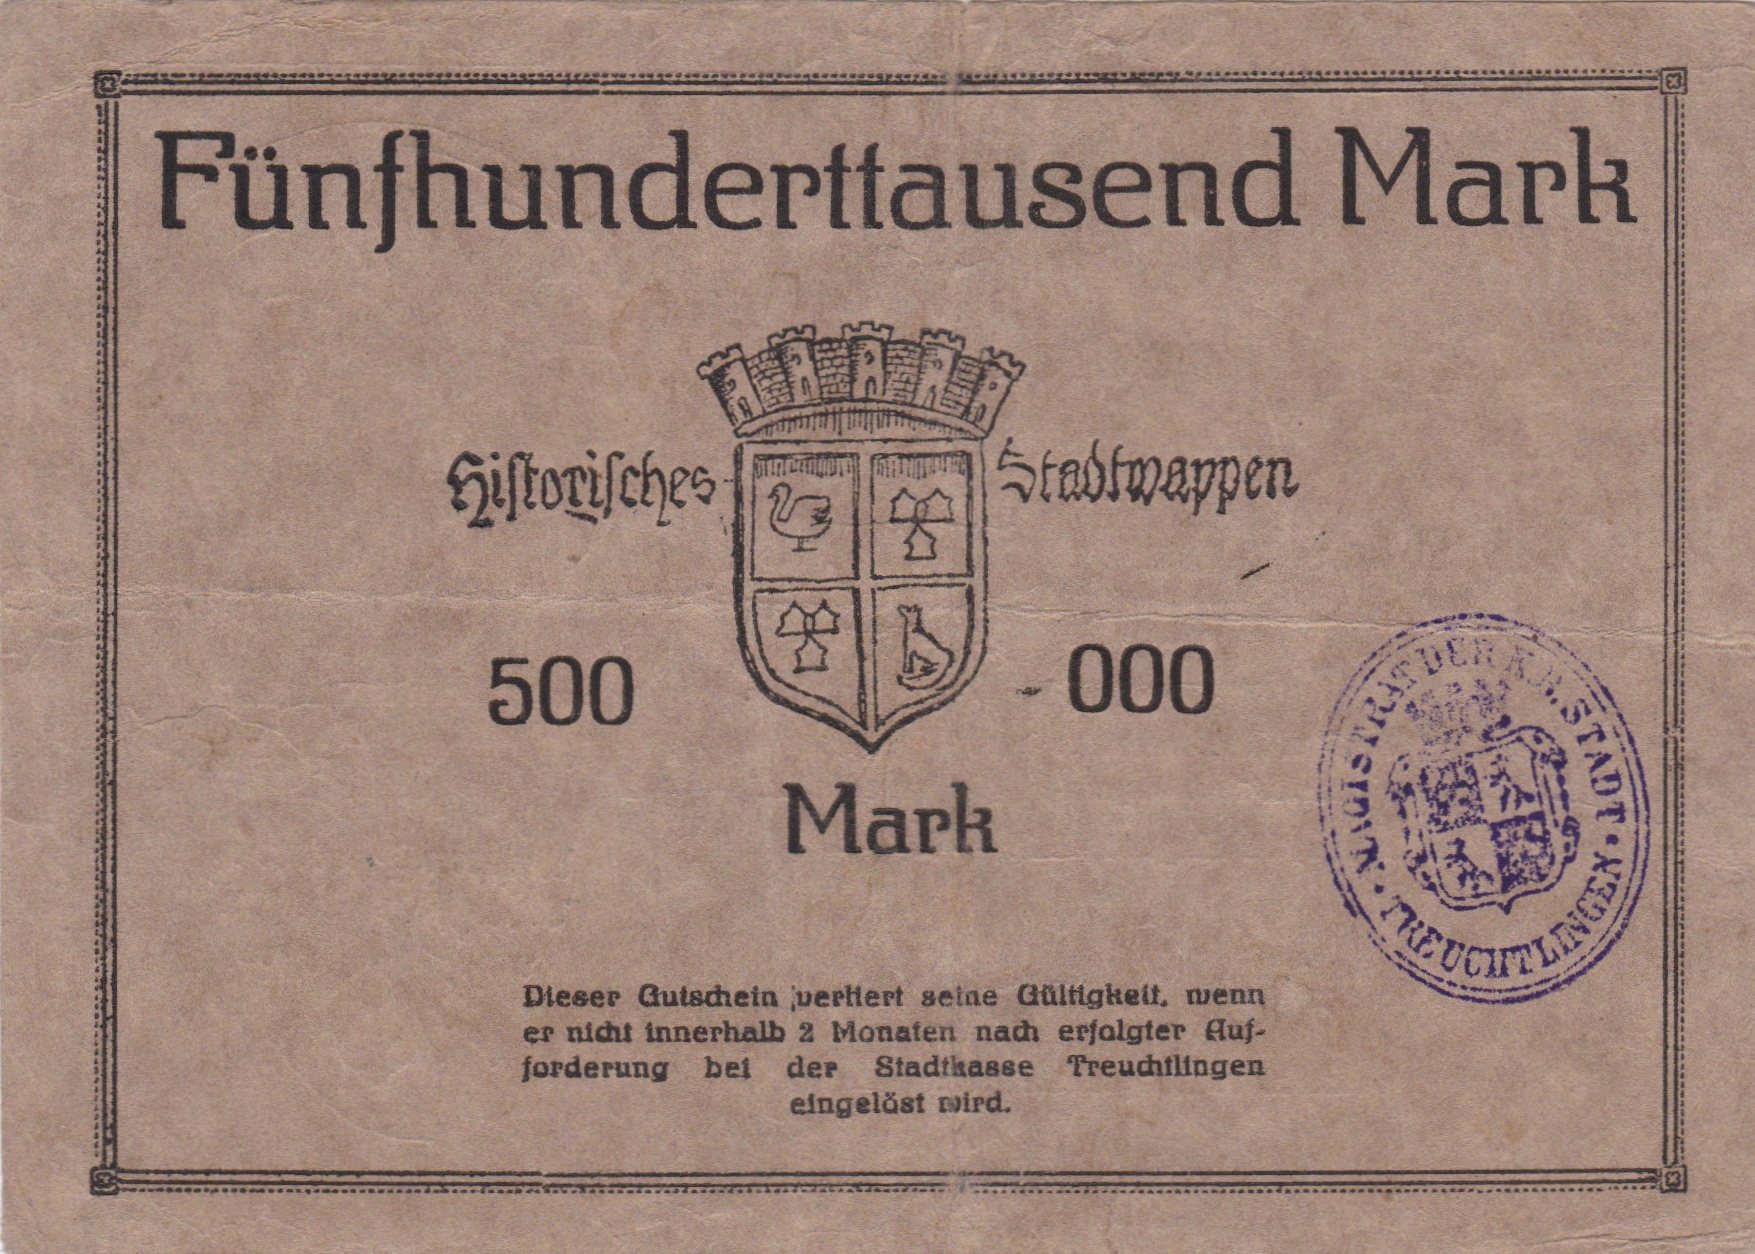 Fünfhunderttausend Mark
Historisches Stadtwappen
500 000
Mark
MAGISTRAT DER K.B. STADT
· TREUCHTLINGEN ·
Dieser Gutschein verliert seine Gültigkeit, wenn
er nicht innerhalb 2 Monaten nach erfolgter Auf-
forderung bei der Stadtkasse Treuchtlingen
eingelöst wird.